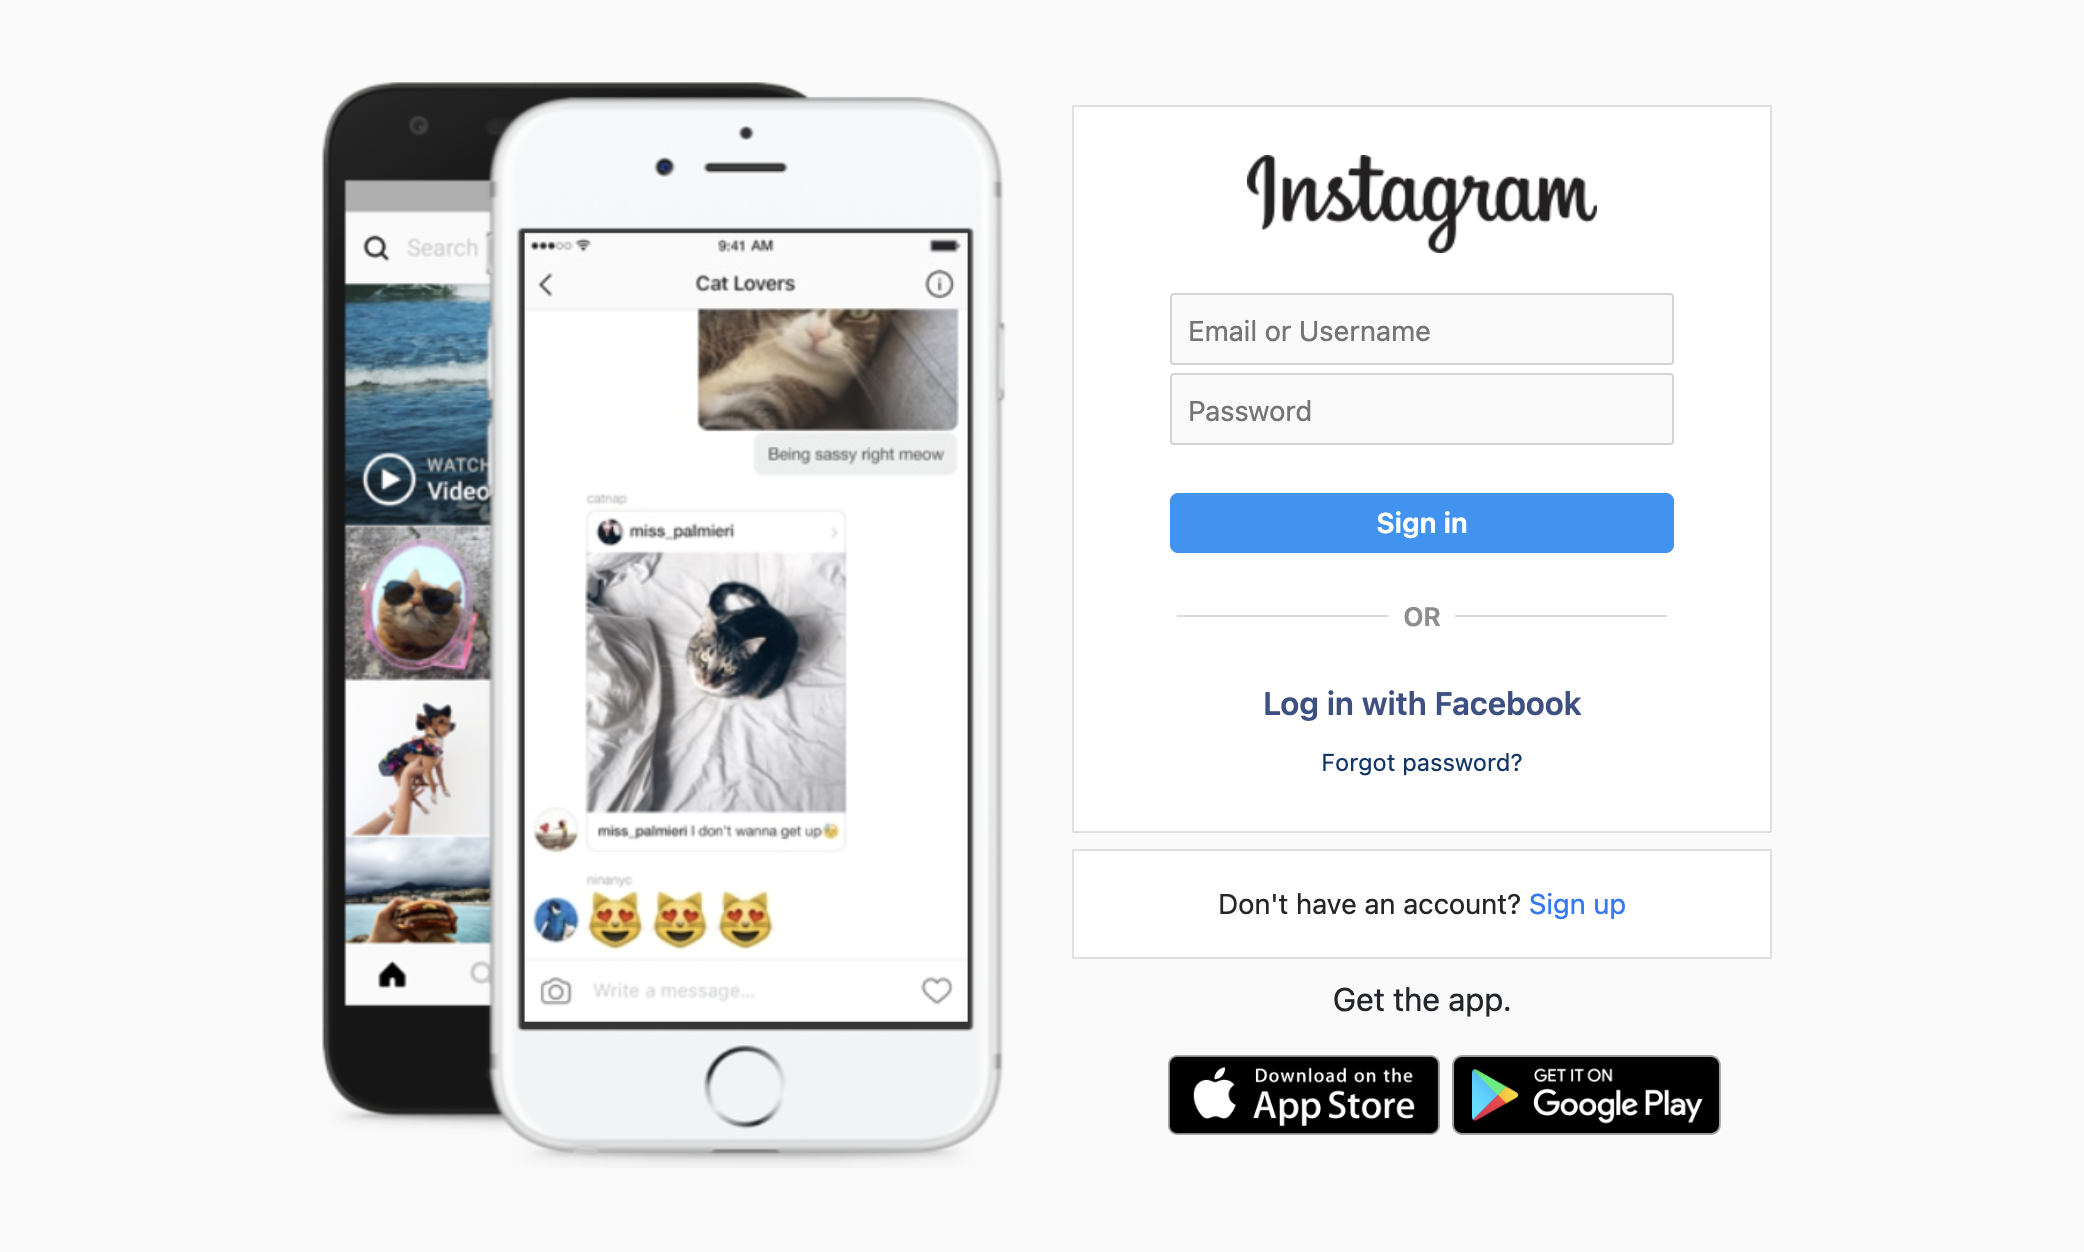 Search
WATCH
Video
9:41 AM
Cat Lovers
Being sassy right meow
catnap
miss_palmieri
miss_palmieri I don't wanna get up
ninanyc
Write a message...
Instagram
Email or Username
Password
Sign in
OR
Log in with Facebook
Forgot password?
Don't have an account? Sign up
Get the app.
Download on the
App Store
GET IT ON
Google Play